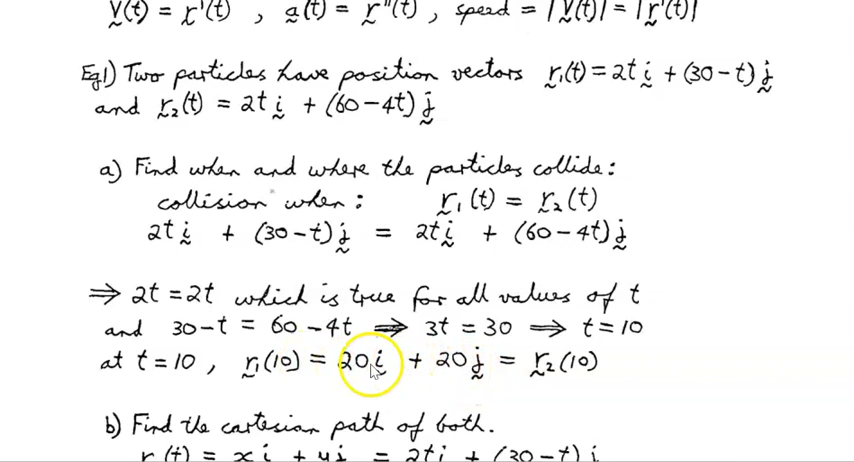 v(t) = r'(t) , a(t) = r''(t) , speed = |v(t)| = |r'(t)|
Eg1) Two particles have position vectors r₁(t) = 2t i + (30 - t) j
and r₂(t) = 2t i + (60 - 4t) j
a) Find when and where the particles collide:
collision when: r₁(t) = r₂(t)
2t i + (30 - t) j = 2t i + (60 - 4t) j
⇒ 2t = 2t which is true for all values of t
and 30 - t = 60 - 4t ⇒ 3t = 30 ⇒ t = 10
at t = 10 , r₁(10) = 20 i + 20 j = r₂(10)
b) Find the cartesian path of both.
r(t) = x i + y j = 2t i + (30 - t) j